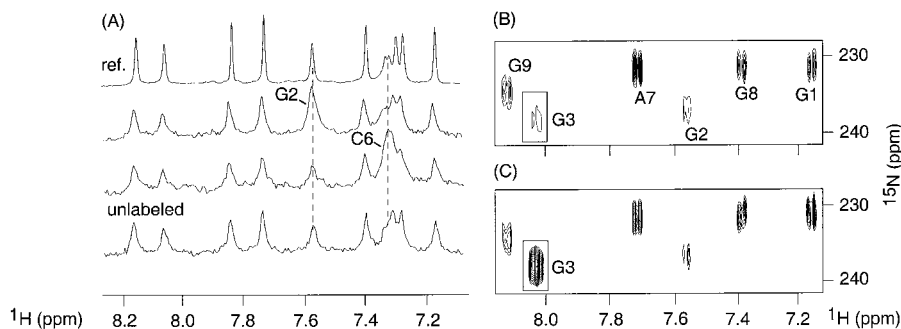 (A)
ref.
G2
C6
unlabeled
¹H (ppm)
8.2 8.0 7.8 7.6 7.4 7.2
(B)
G9
G3
A7
G2
G8
G1
230
240
(C)
G3
230
240
¹⁵N (ppm)
8.0 7.8 7.6 7.4 7.2
¹H (ppm)